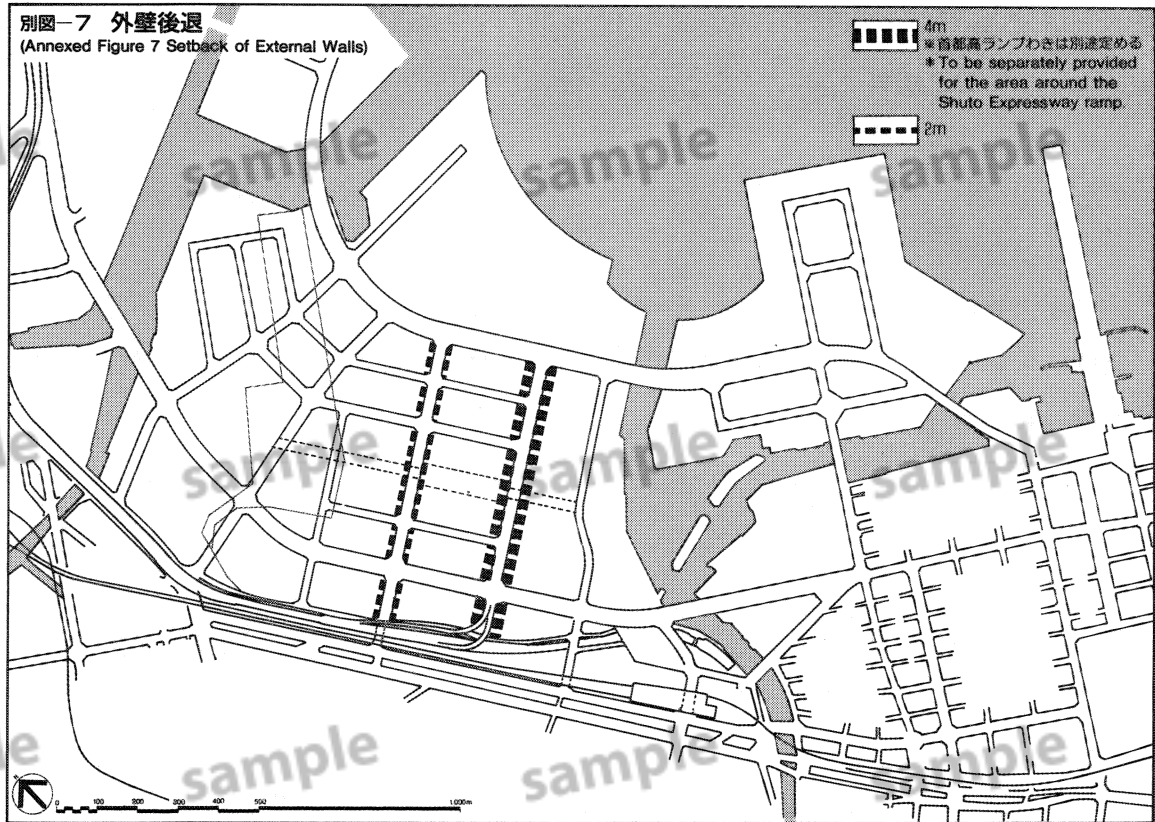 別図－7 外壁後退
(Annexed Figure 7 Setback of External Walls)
4m
※首都高ランプわきは別途定める
* To be separately provided
for the area around the
Shuto Expressway ramp.
2m
sample sample sample
sample sample sample
sample sample sample
0 100 200 300 400 500 1,000m